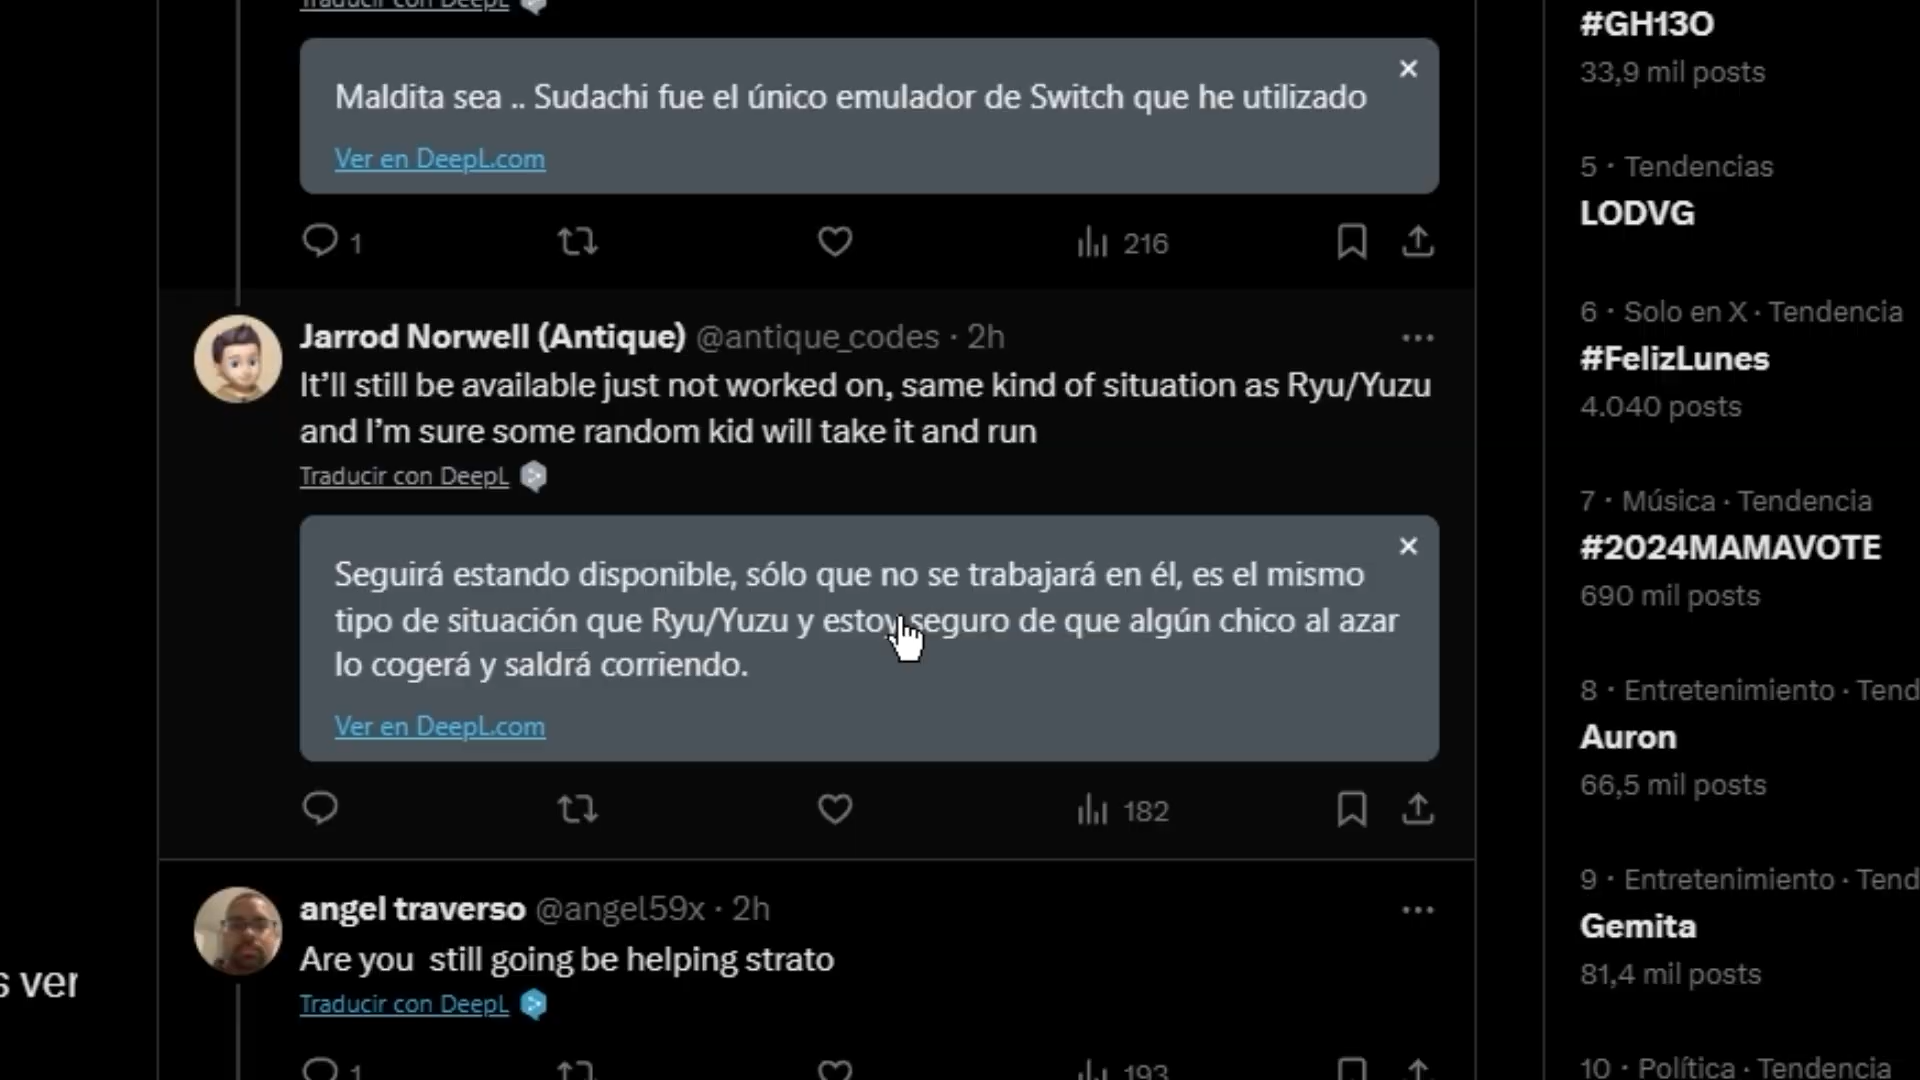 Traducir con DeepL
Maldita sea .. Sudachi fue el único emulador de Switch que he utilizado
Ver en DeepL.com
1
216
Jarrod Norwell (Antique) @antique_codes · 2h
It’ll still be available just not worked on, same kind of situation as Ryu/Yuzu
and I’m sure some random kid will take it and run
Traducir con DeepL
Seguirá estando disponible, sólo que no se trabajará en él, es el mismo
tipo de situación que Ryu/Yuzu y estoy seguro de que algún chico al azar
lo cogerá y saldrá corriendo.
Ver en DeepL.com
182
angel traverso @angel59x · 2h
Are you  still going be helping strato
Traducir con DeepL
1
193
s ver
#GH13O
33,9 mil posts
5 · Tendencias
LODVG
6 · Solo en X · Tendencia
#FelizLunes
4.040 posts
7 · Música · Tendencia
#2024MAMAVOTE
690 mil posts
8 · Entretenimiento · Tend
Auron
66,5 mil posts
9 · Entretenimiento · Tend
Gemita
81,4 mil posts
10 · Política · Tendencia